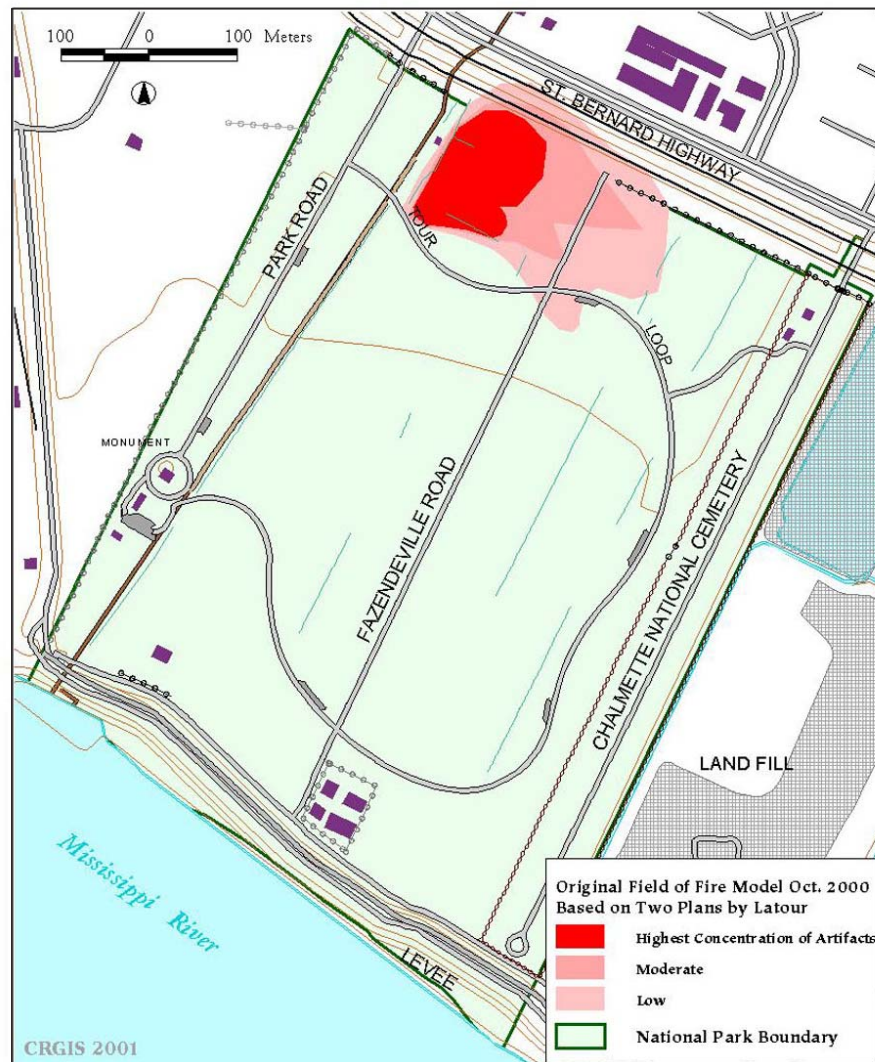 100 0 100 Meters
ST. BERNARD HIGHWAY
PARK ROAD
TOUR
LOOP
MONUMENT
FAZENDEVILLE ROAD
CHALMETTE NATIONAL CEMETERY
LAND FILL
Mississippi River
LEVEE
Original Field of Fire Model Oct. 2000
Based on Two Plans by Latour
Highest Concentration of Artifacts
Moderate
Low
National Park Boundary
CRGIS 2001